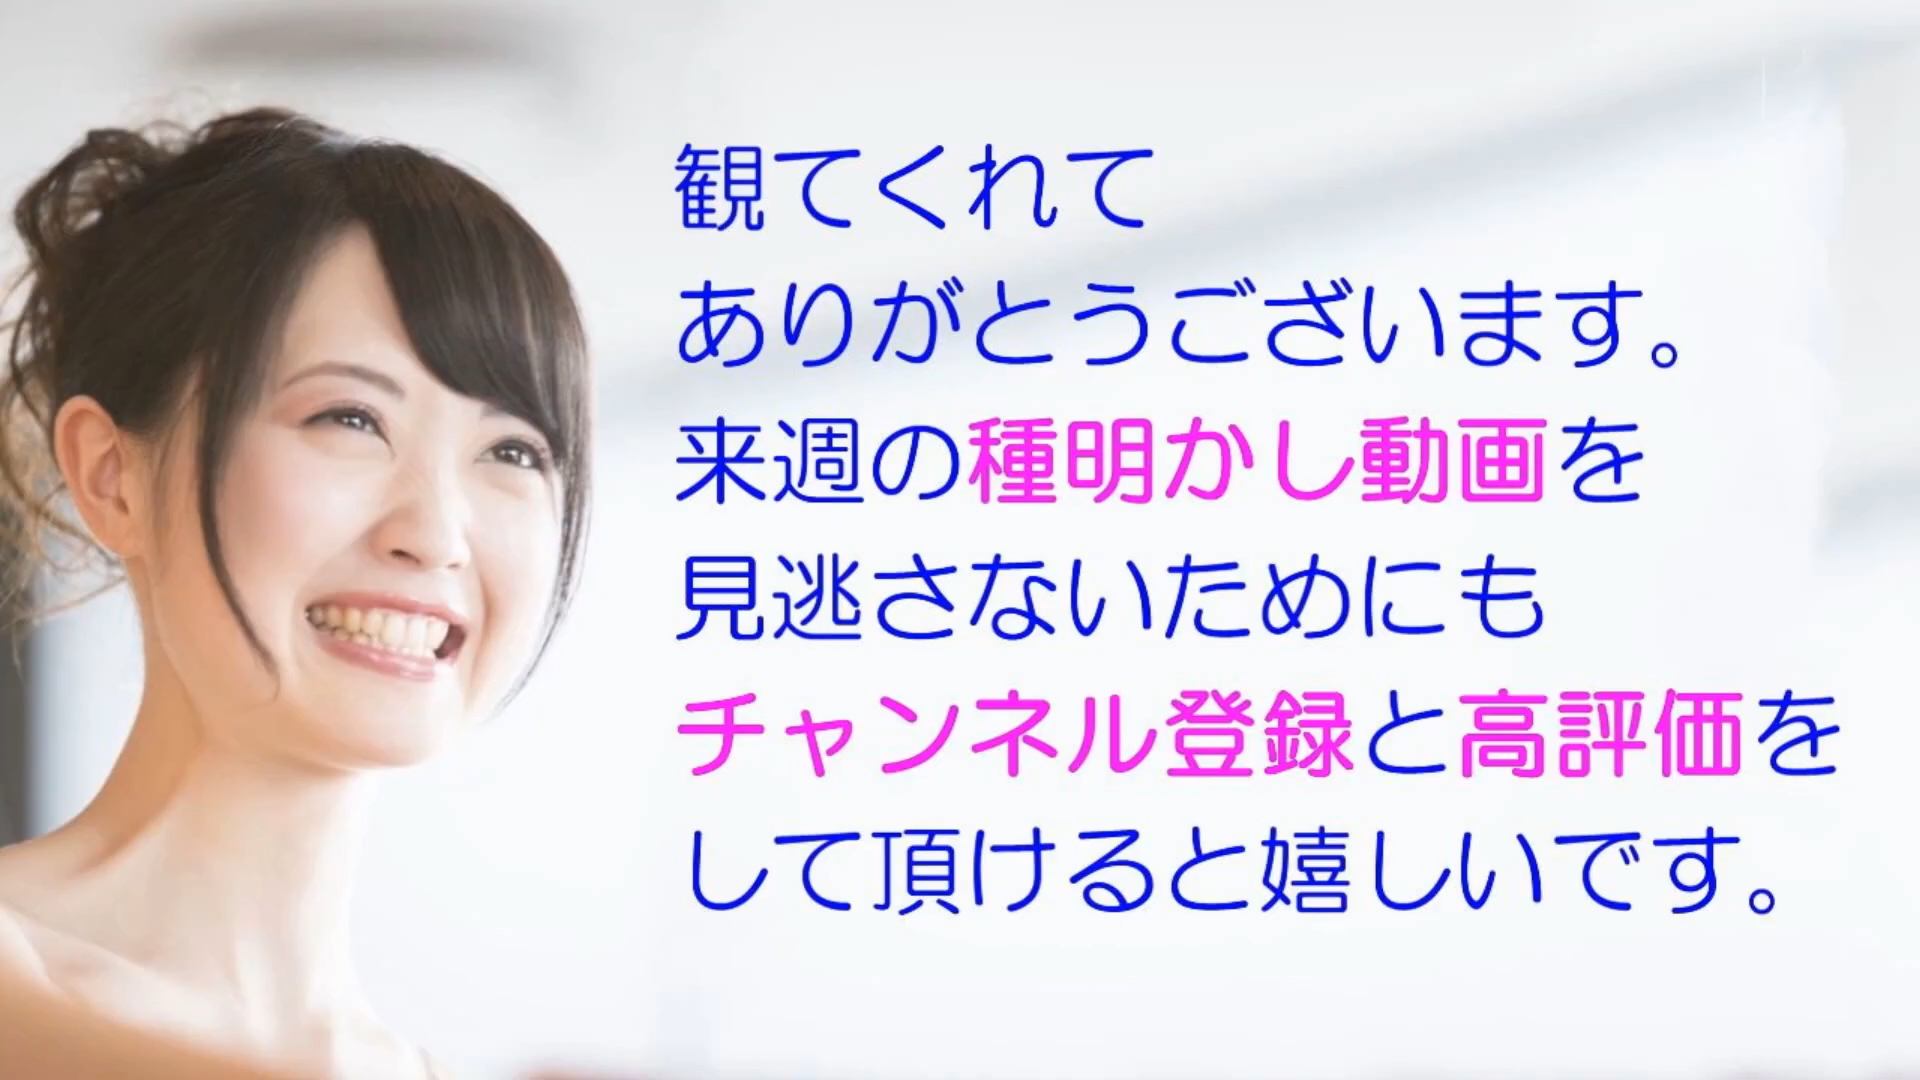 観てくれて
ありがとうございます。
来週の種明かし動画を
見逃さないためにも
チャンネル登録と高評価を
して頂けると嬉しいです。